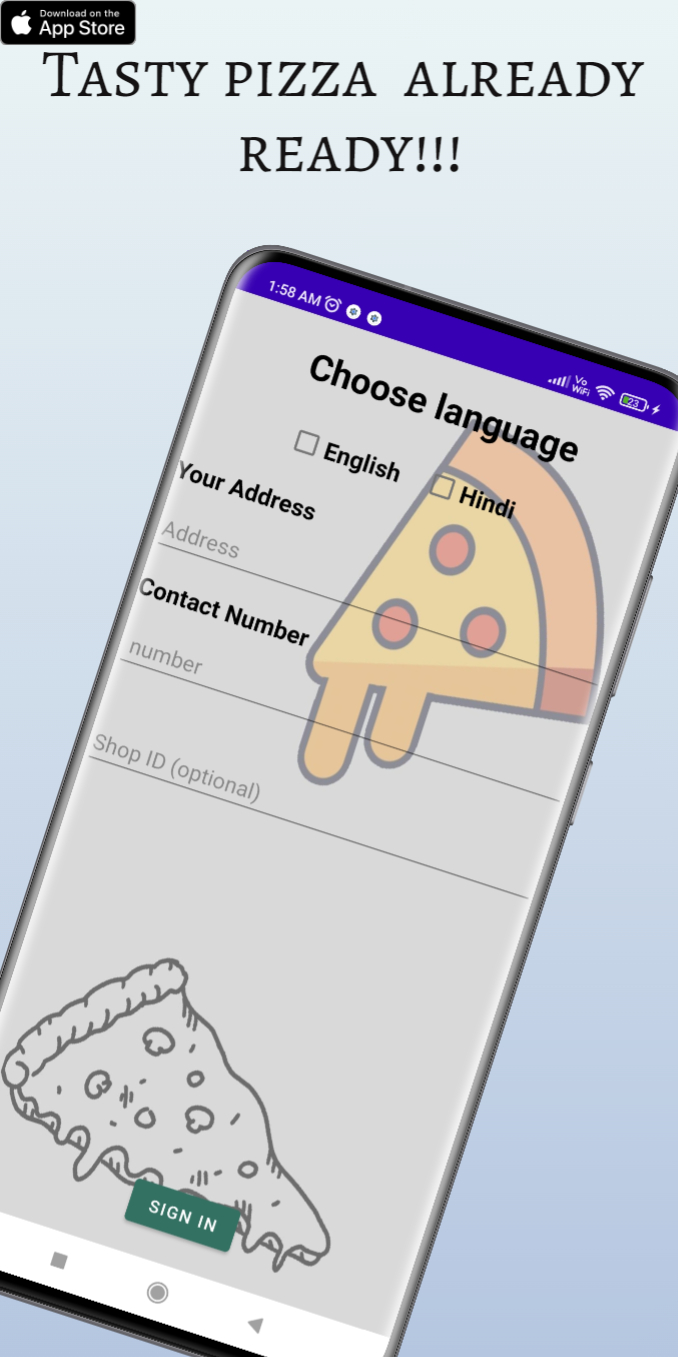 Download on the
App Store
Tasty pizza already
ready!!!
1:58 AM
Vo
WiFi
23
Choose language
English
Hindi
Your Address
Address
Contact Number
number
Shop ID (optional)
SIGN IN